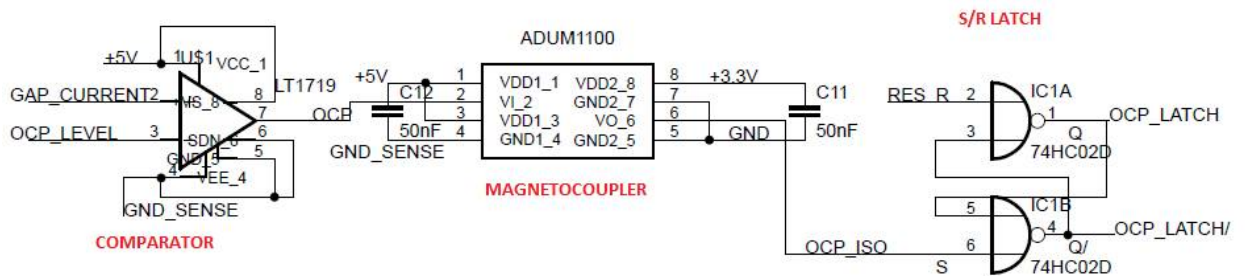 S/R LATCH
ADUM1100
+5V
1
U$1
VCC_1
LT1719
GAP_CURRENT
2
VS_8
8
7
OCP
OCP_LEVEL
3
SDN_6
6
GND_5
5
4
VEE_4
GND_SENSE
COMPARATOR
+5V
C12
50nF
GND_SENSE
1
VDD1_1
VDD2_8
8
+3.3V
2
VI_2
GND2_7
7
3
VDD1_3
VO_6
6
4
GND1_4
GND2_5
5
GND
C11
50nF
MAGNETOCOUPLER
RES_R
2
IC1A
1
OCP_LATCH
3
Q
74HC02D
5
IC1B
4
OCP_LATCH/
OCP_ISO
6
Q/
S
74HC02D